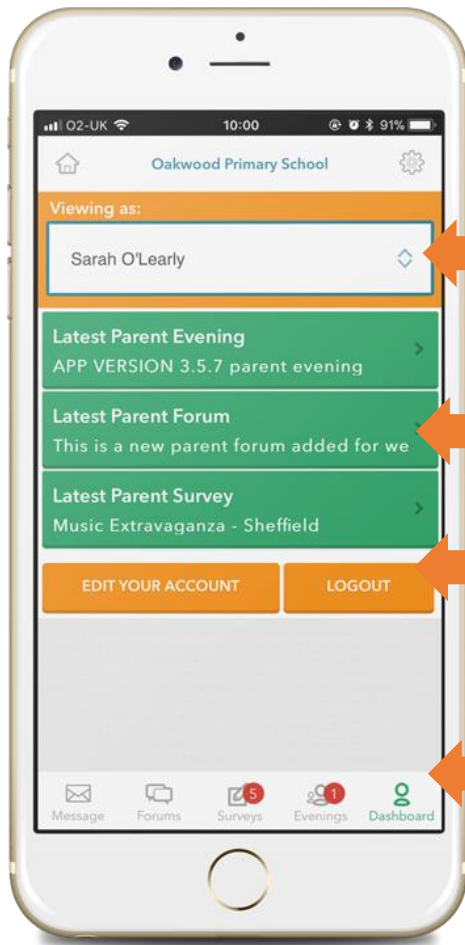 O2-UK 10:00 91%
Oakwood Primary School
Viewing as:
Sarah O'Learly
Latest Parent Evening
APP VERSION 3.5.7 parent evening
Latest Parent Forum
This is a new parent forum added for we
Latest Parent Survey
Music Extravaganza - Sheffield
EDIT YOUR ACCOUNT LOGOUT
5 1
Message Forums Surveys Evenings Dashboard